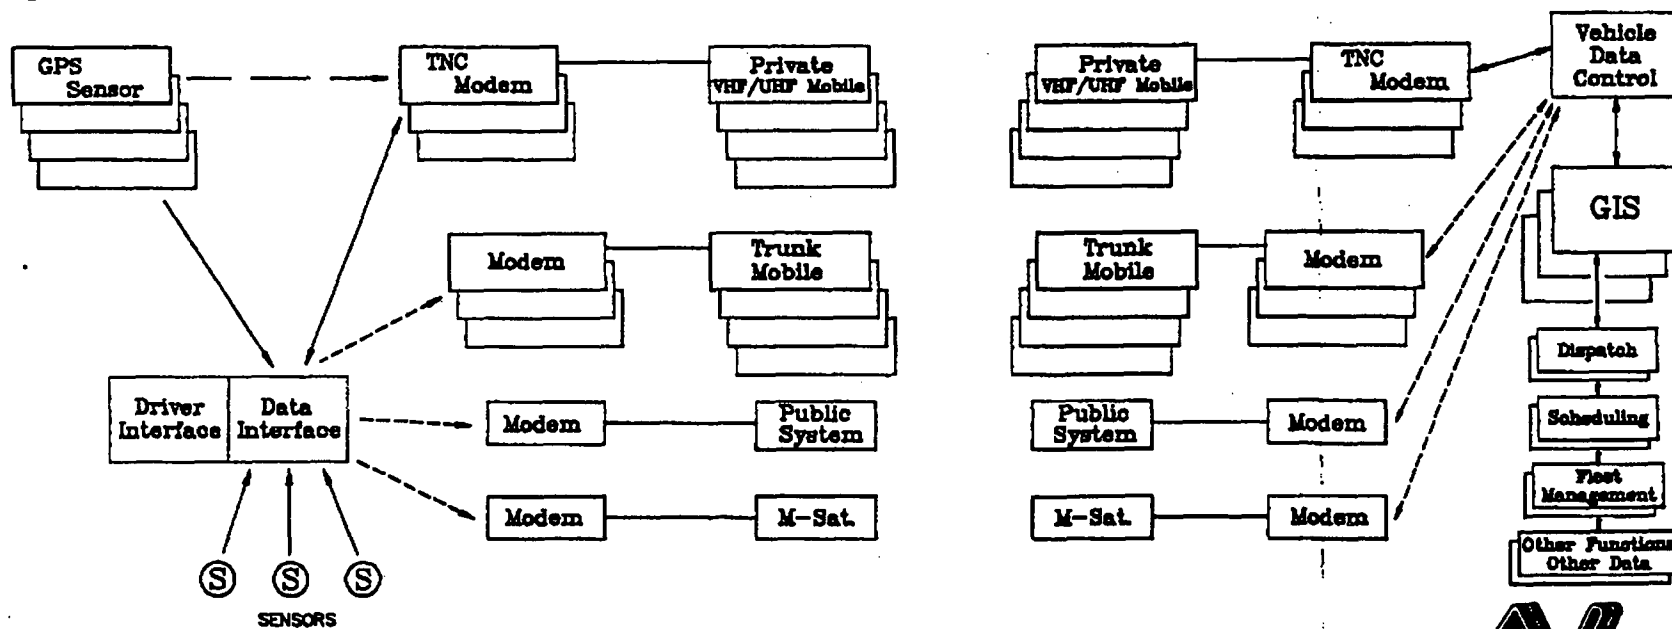 GPS
Sensor
TNC
Modem
Private
VHF/UHF Mobile
Private
VHF/UHF Mobile
TNC
Modem
Vehicle
Data
Control
GIS
Modem
Trunk
Mobile
Trunk
Mobile
Modem
Dispatch
Driver
Interface
Data
Interface
Modem
Public
System
Public
System
Modem
Scheduling
Fleet
Management
Modem
M-Sat.
M-Sat.
Modem
Other Functions
Other Data
S
S
S
SENSORS